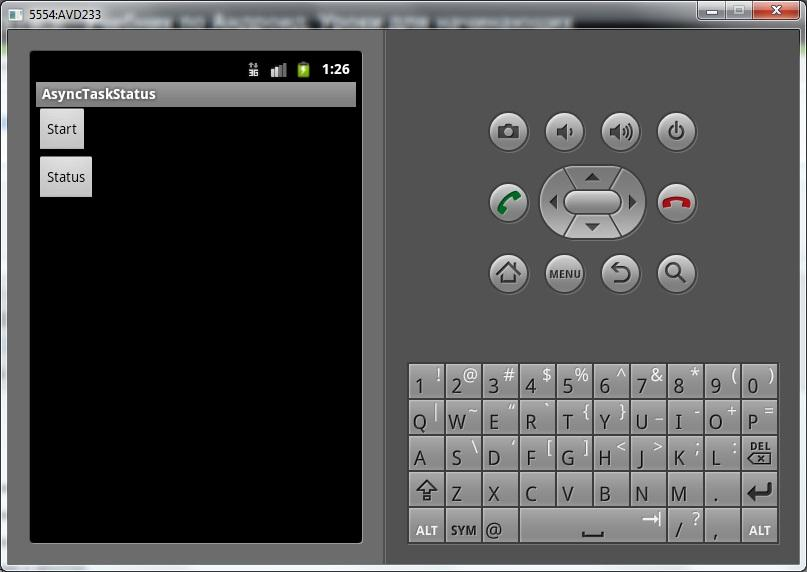 5554:AVD233
3G 1:26
AsyncTaskStatus
Start
Status
MENU
1 ! 2 @ 3 # 4 $ 5 % 6 ^ 7 & 8 * 9 ( 0 )
Q | W ~ E “ R ` T { Y } U _ I - O + P =
A S \ D ‘ F [ G ] H < J > K ; L : DEL
Z X C V B N M .
ALT SYM @ / ? , ALT